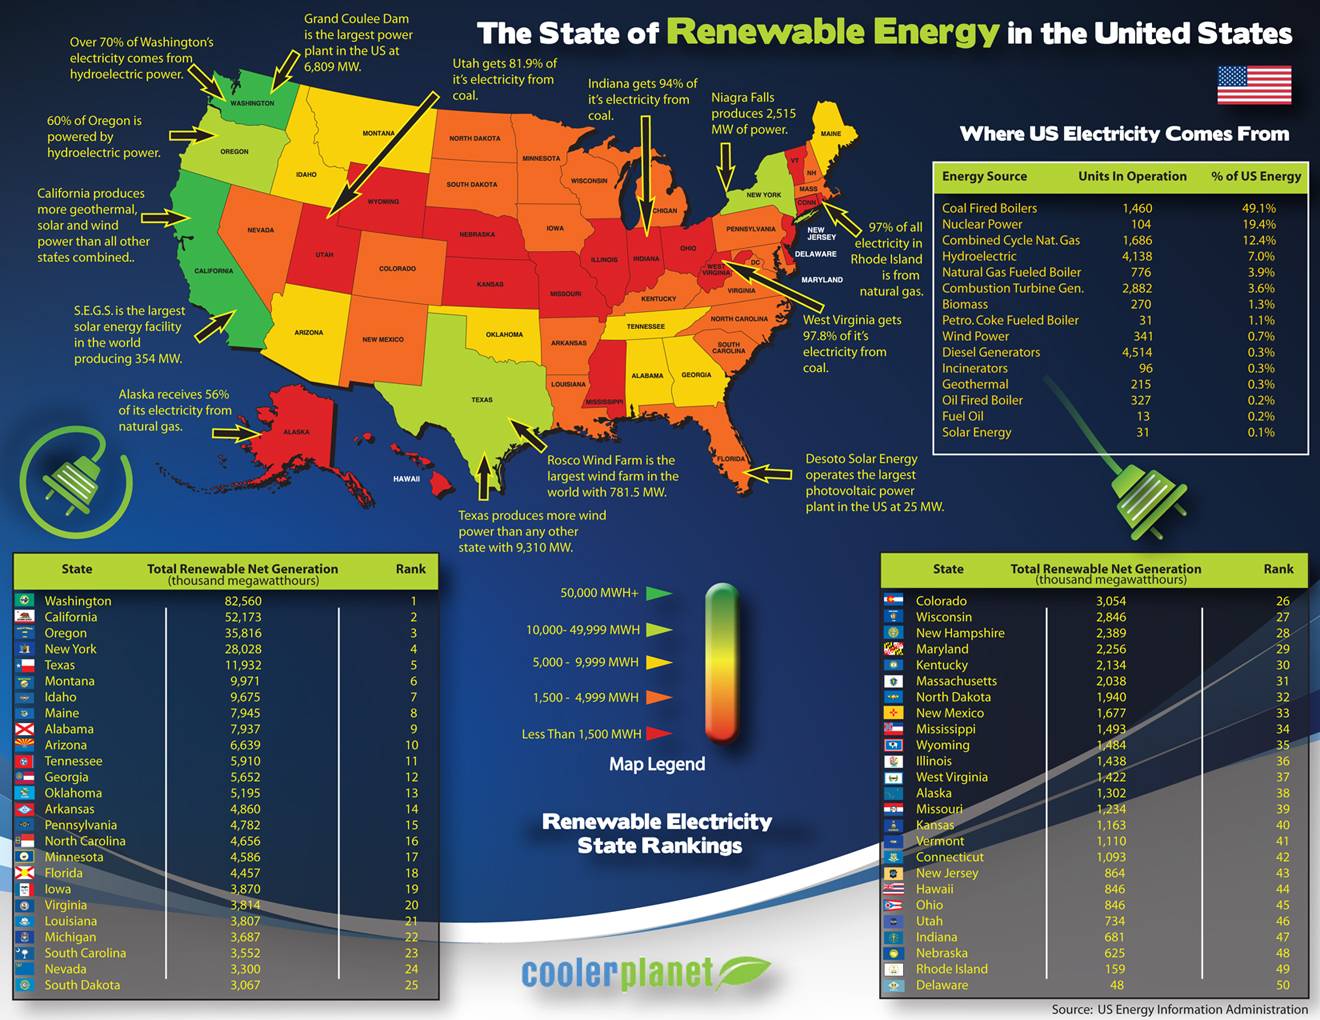 The State of Renewable Energy in the United States
Over 70% of Washington's
electricity comes from
hydroelectric power.
Grand Coulee Dam
is the largest power
plant in the US at
6,809 MW.
Utah gets 81.9% of
it's electricity from
coal.
Indiana gets 94% of
it's electricity from
coal.
Niagra Falls
produces 2,515
MW of power.
60% of Oregon is
powered by
hydroelectric power.
California produces
more geothermal,
solar and wind
power than all other
states combined..
S.E.G.S. is the largest
solar energy facility
in the world
producing 354 MW.
Alaska receives 56%
of its electricity from
natural gas.
97% of all
electricity in
Rhode Island
is from
natural gas.
West Virginia gets
97.8% of it's
electricity from
coal.
Rosco Wind Farm is the
largest wind farm in the
world with 781.5 MW.
Texas produces more wind
power than any other
state with 9,310 MW.
Desoto Solar Energy
operates the largest
photovoltaic power
plant in the US at 25 MW.
WASHINGTON
OREGON
CALIFORNIA
IDAHO
NEVADA
MONTANA
WYOMING
UTAH
COLORADO
ARIZONA
NEW MEXICO
NORTH DAKOTA
SOUTH DAKOTA
NEBRASKA
KANSAS
OKLAHOMA
TEXAS
MINNESOTA
IOWA
MISSOURI
ARKANSAS
LOUISIANA
WISCONSIN
ILLINOIS
CHIGAN
INDIANA
OHIO
KENTUCKY
TENNESSEE
MISSISSIPPI
ALABAMA
GEORGIA
FLORIDA
SOUTH
CAROLINA
NORTH CAROLINA
VIRGINIA
WEST
VIRGINIA
DC
PENNSYLVANIA
NEW YORK
VT
NH
MAINE
MASS
CONN
NEW
JERSEY
DELAWARE
MARYLAND
ALASKA
HAWAII
Where US Electricity Comes From
Energy Source Units In Operation % of US Energy
Coal Fired Boilers 1,460 49.1%
Nuclear Power 104 19.4%
Combined Cycle Nat. Gas 1,686 12.4%
Hydroelectric 4,138 7.0%
Natural Gas Fueled Boiler 776 3.9%
Combustion Turbine Gen. 2,882 3.6%
Biomass 270 1.3%
Petro. Coke Fueled Boiler 31 1.1%
Wind Power 341 0.7%
Diesel Generators 4,514 0.3%
Incinerators 96 0.3%
Geothermal 215 0.3%
Oil Fired Boiler 327 0.2%
Fuel Oil 13 0.2%
Solar Energy 31 0.1%
State Total Renewable Net Generation Rank
(thousand megawatthours)
Washington 82,560 1
California 52,173 2
Oregon 35,816 3
New York 28,028 4
Texas 11,932 5
Montana 9,971 6
Idaho 9,675 7
Maine 7,945 8
Alabama 7,937 9
Arizona 6,639 10
Tennessee 5,910 11
Georgia 5,652 12
Oklahoma 5,195 13
Arkansas 4,860 14
Pennsylvania 4,782 15
North Carolina 4,656 16
Minnesota 4,586 17
Florida 4,457 18
Iowa 3,870 19
Virginia 3,814 20
Louisiana 3,807 21
Michigan 3,687 22
South Carolina 3,552 23
Nevada 3,300 24
South Dakota 3,067 25
50,000 MWH+
10,000- 49,999 MWH
5,000 - 9,999 MWH
1,500 - 4,999 MWH
Less Than 1,500 MWH
Map Legend
Renewable Electricity
State Rankings
coolerplanet
State Total Renewable Net Generation Rank
(thousand megawatthours)
Colorado 3,054 26
Wisconsin 2,846 27
New Hampshire 2,389 28
Maryland 2,256 29
Kentucky 2,134 30
Massachusetts 2,038 31
North Dakota 1,940 32
New Mexico 1,677 33
Mississippi 1,493 34
Wyoming 1,484 35
Illinois 1,438 36
West Virginia 1,422 37
Alaska 1,302 38
Missouri 1,234 39
Kansas 1,163 40
Vermont 1,110 41
Connecticut 1,093 42
New Jersey 864 43
Hawaii 846 44
Ohio 846 45
Utah 734 46
Indiana 681 47
Nebraska 625 48
Rhode Island 159 49
Delaware 48 50
Source: US Energy Information Administration